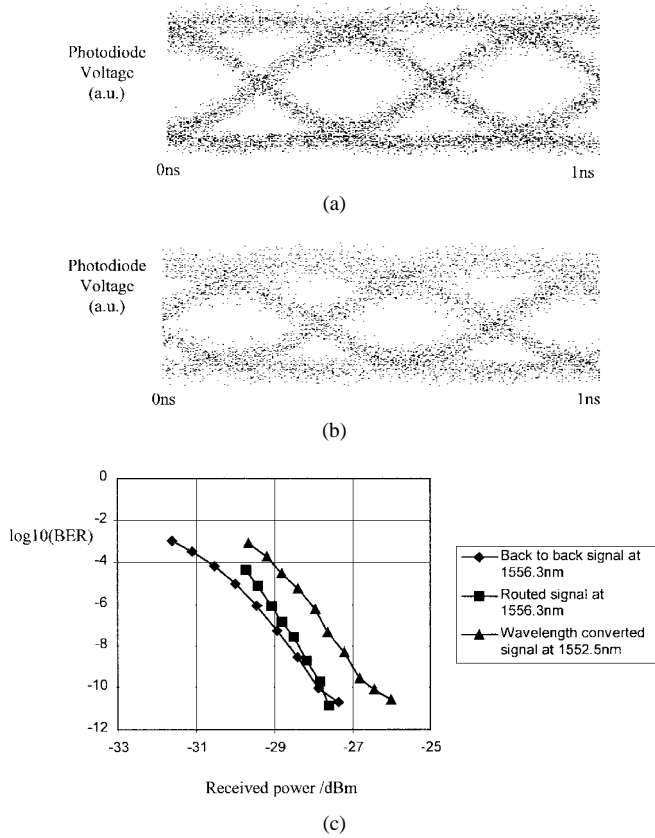 Photodiode
Voltage
(a.u.)
0ns
1ns
(a)
Photodiode
Voltage
(a.u.)
0ns
1ns
(b)
log10(BER)
0
-2
-4
-6
-8
-10
-12
-33
-31
-29
-27
-25
Received power /dBm
Back to back signal at
1556.3nm
Routed signal at
1556.3nm
Wavelength converted
signal at 1552.5nm
(c)